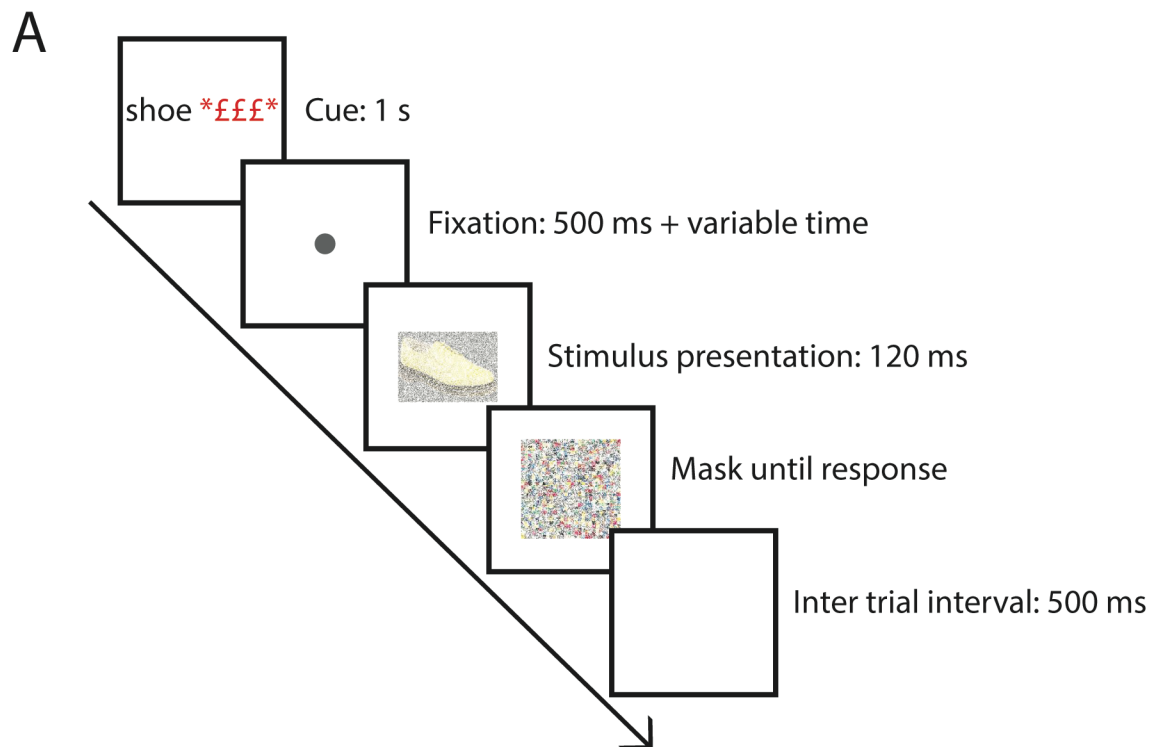 A
shoe *£££*
Cue: 1 s
Fixation: 500 ms + variable time
Stimulus presentation: 120 ms
Mask until response
Inter trial interval: 500 ms